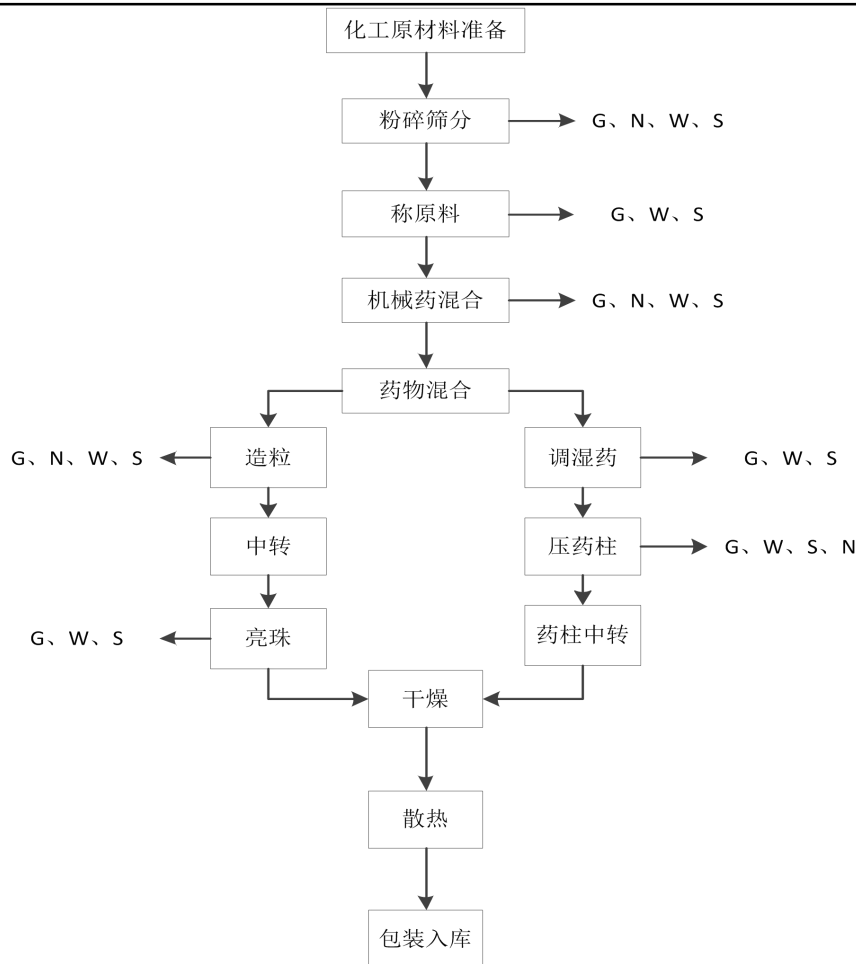 化工原材料准备
粉碎筛分
G、N、W、S
称原料
G、W、S
机械药混合
G、N、W、S
药物混合
G、N、W、S
造粒
调湿药
G、W、S
中转
压药柱
G、W、S、N
G、W、S
亮珠
药柱中转
干燥
散热
包装入库